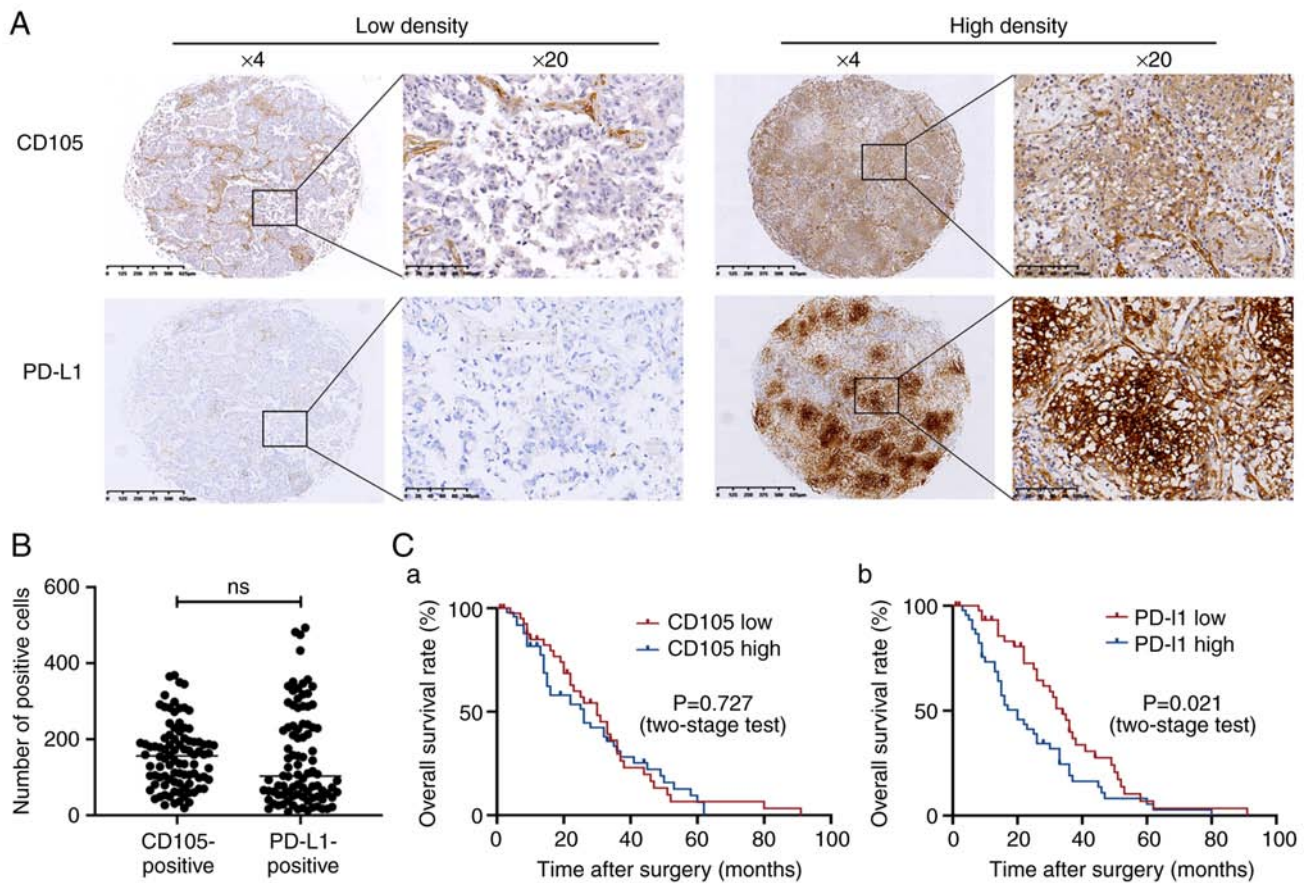 A
Low density
High density
×4
×20
×4
×20
CD105
PD-L1
B
Number of positive cells
600
400
200
0
ns
CD105-
positive
PD-L1-
positive
C
a
Overall survival rate (%)
100
50
0
CD105 low
CD105 high
P=0.727
(two-stage test)
0
20
40
60
80
100
Time after surgery (months)
b
Overall survival rate (%)
100
50
0
PD-l1 low
PD-l1 high
P=0.021
(two-stage test)
0
20
40
60
80
100
Time after surgery (months)